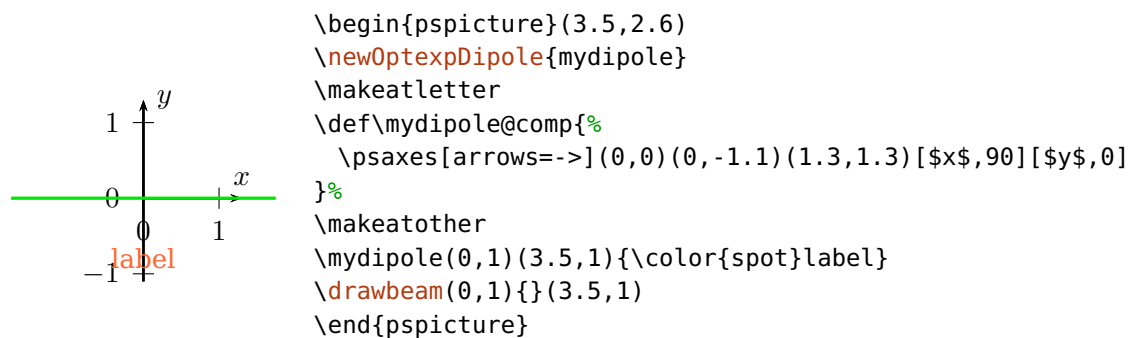 y
1
0
x
0
1
label
−1
\begin{pspicture}(3.5,2.6)
\newOptexpDipole{mydipole}
\makeatletter
\def\mydipole@comp{%
  \psaxes[arrows=->](0,0)(0,-1.1)(1.3,1.3)[$x$,90][$y$,0]
}%
\makeatother
\mydipole(0,1)(3.5,1){\color{spot}label}
\drawbeam(0,1){}(3.5,1)
\end{pspicture}